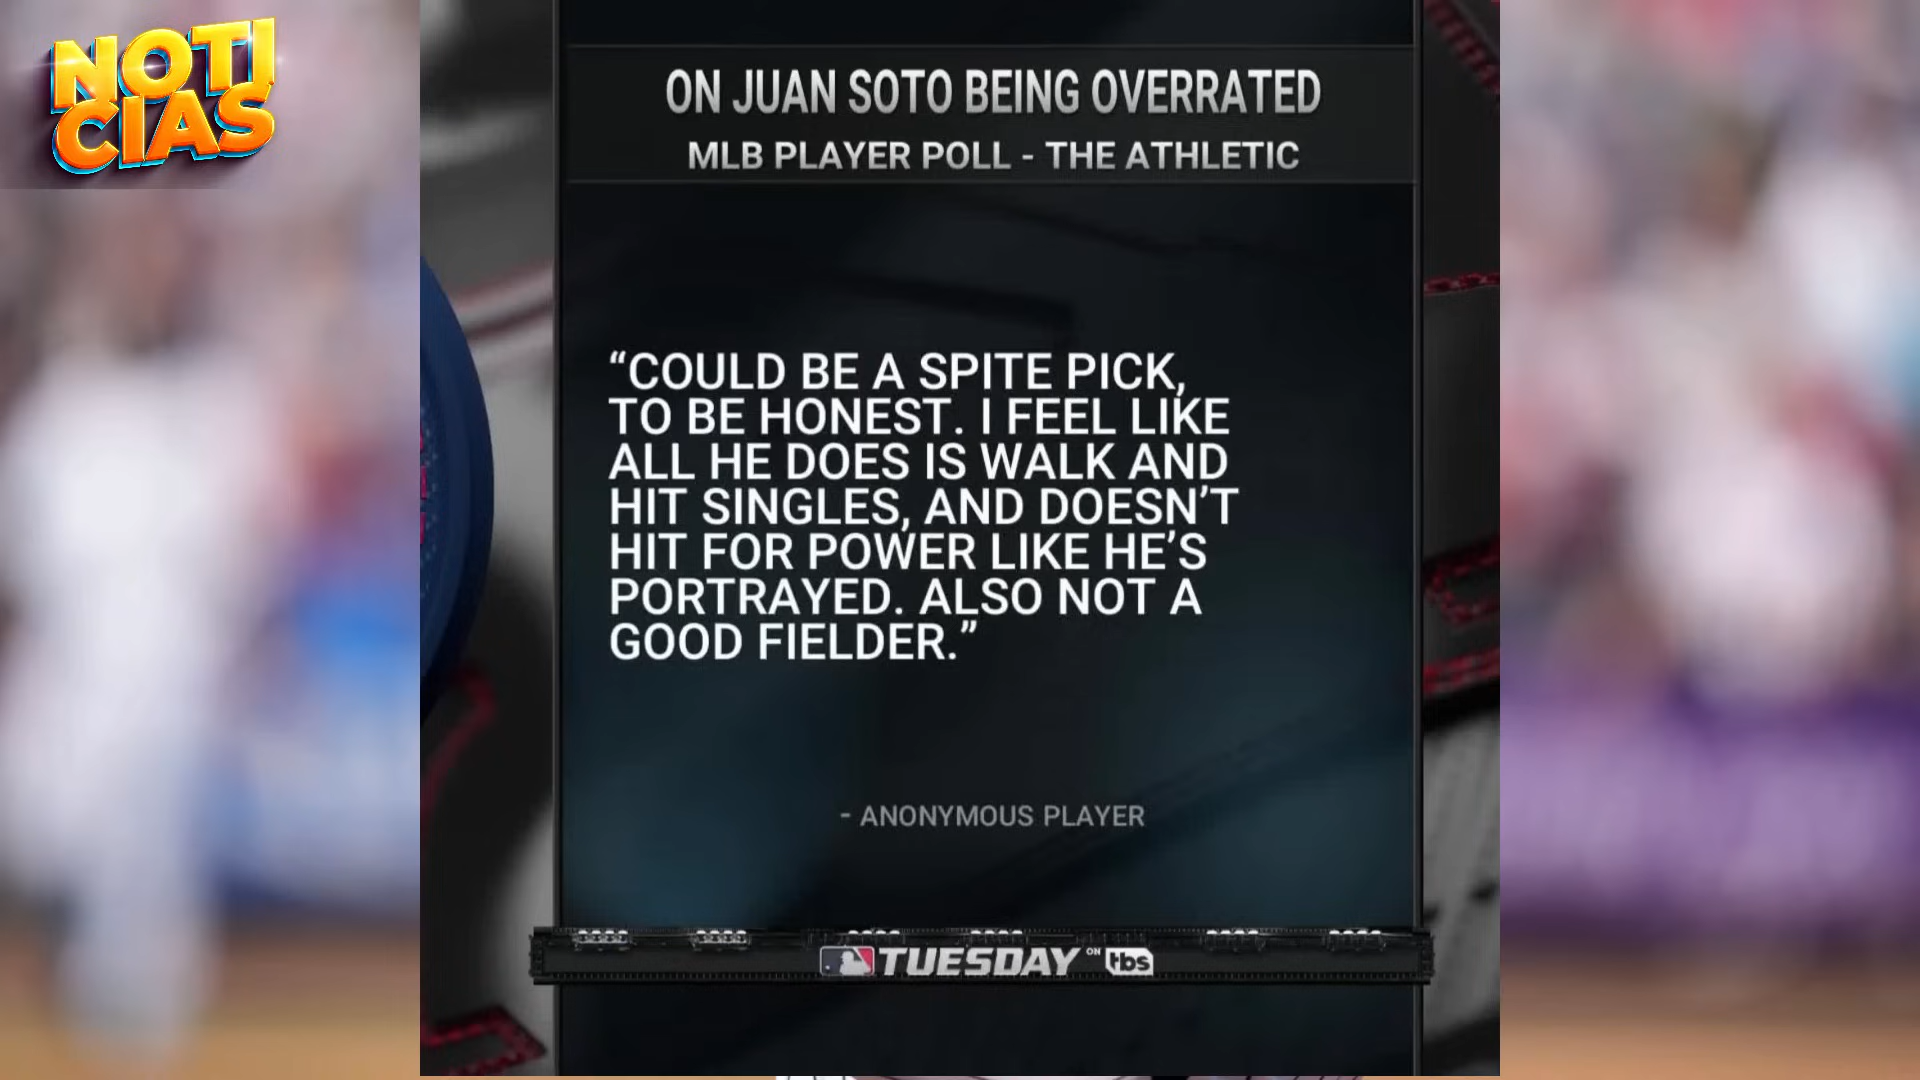 NOTI
CIAS
ON JUAN SOTO BEING OVERRATED
MLB PLAYER POLL - THE ATHLETIC
“COULD BE A SPITE PICK,
TO BE HONEST. I FEEL LIKE
ALL HE DOES IS WALK AND
HIT SINGLES, AND DOESN’T
HIT FOR POWER LIKE HE’S
PORTRAYED. ALSO NOT A
GOOD FIELDER.”
- ANONYMOUS PLAYER
TUESDAY ON tbs